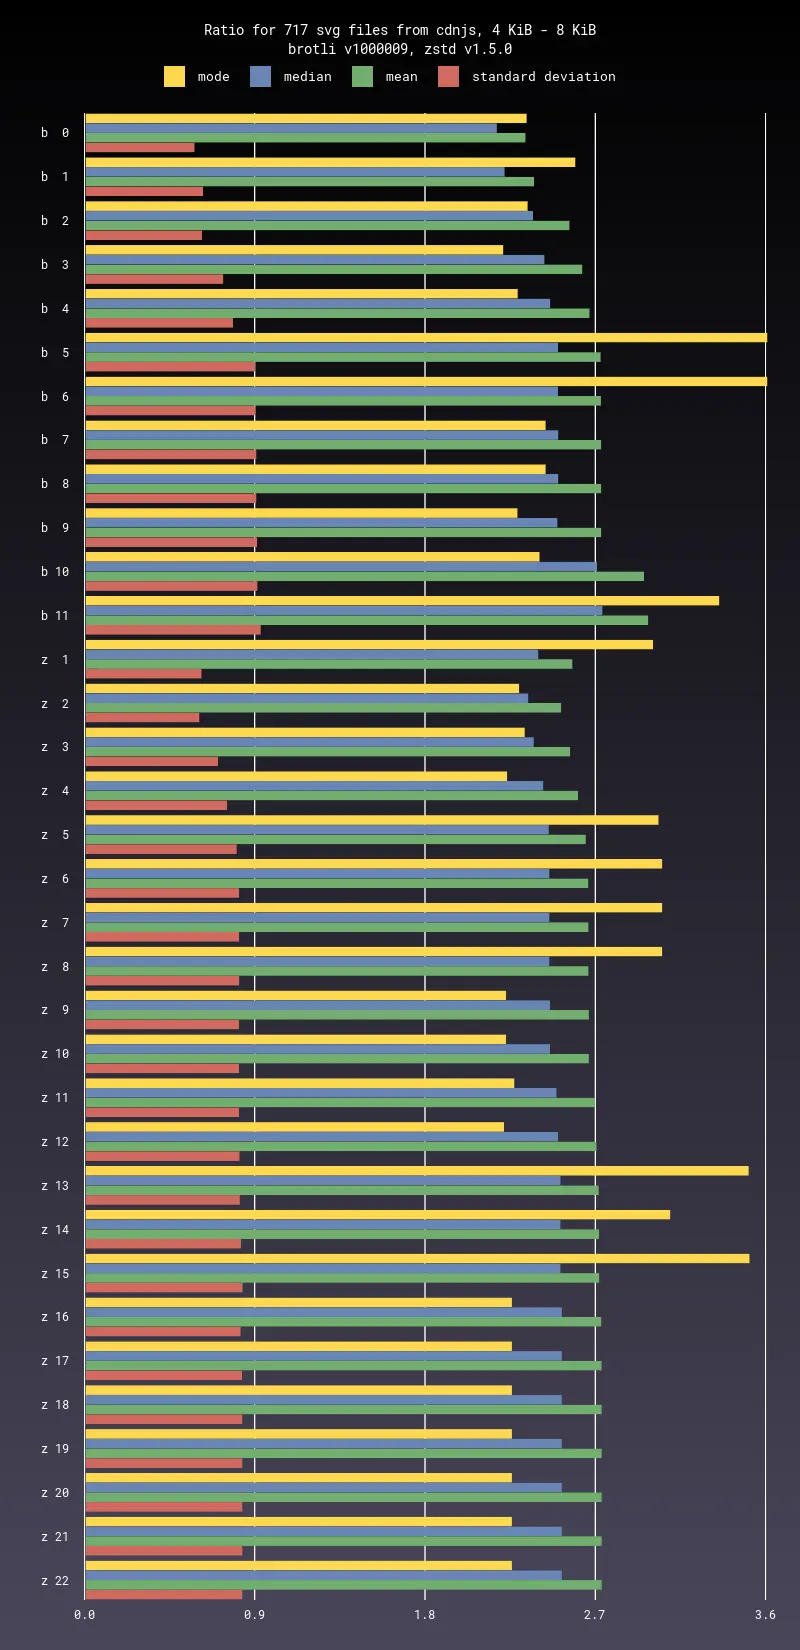 Ratio for 717 svg files from cdnjs, 4 KiB - 8 KiB
brotli v1000009, zstd v1.5.0
mode median mean standard deviation
b 0
b 1
b 2
b 3
b 4
b 5
b 6
b 7
b 8
b 9
b 10
b 11
z 1
z 2
z 3
z 4
z 5
z 6
z 7
z 8
z 9
z 10
z 11
z 12
z 13
z 14
z 15
z 16
z 17
z 18
z 19
z 20
z 21
z 22
0.0 0.9 1.8 2.7 3.6